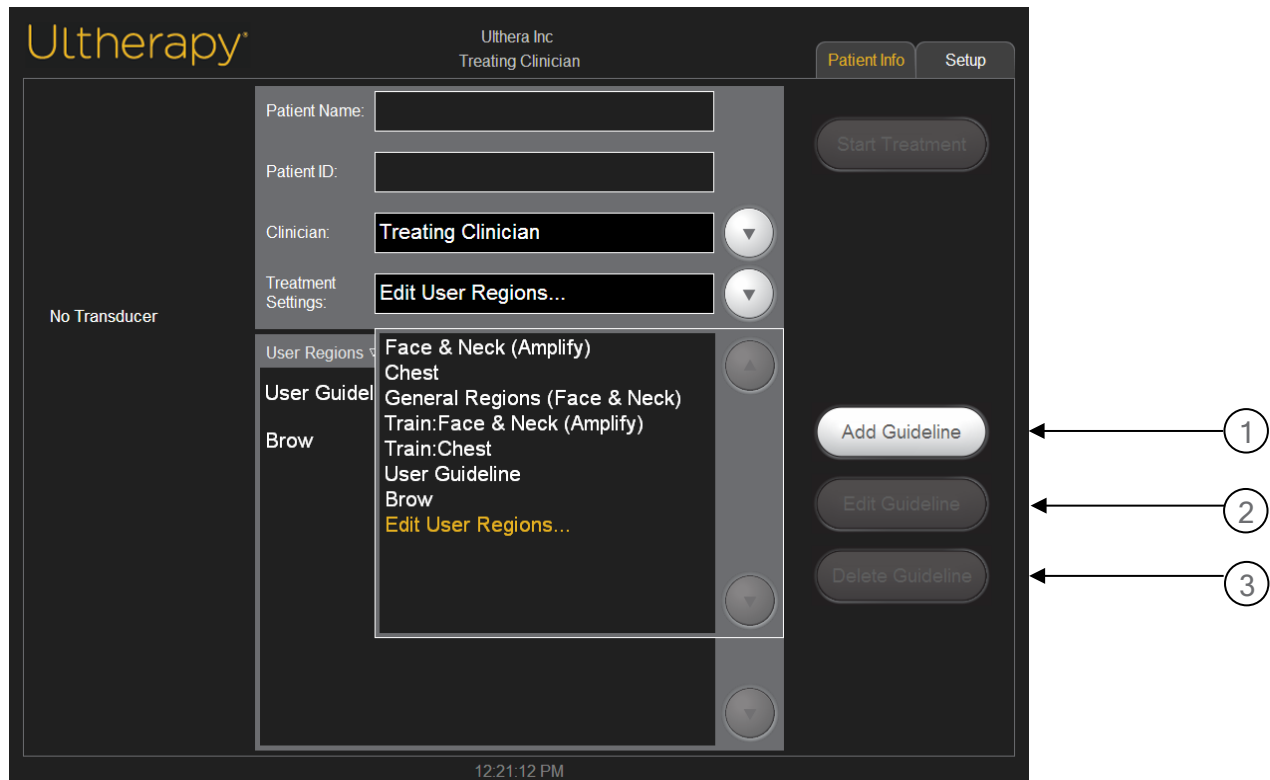 Ultherapy
Ulthera Inc
Treating Clinician
Patient Info
Setup
Patient Name:
Start Treatment
Patient ID:
Clinician:
Treating Clinician
▼
Treatment
Settings:
Edit User Regions...
▼
No Transducer
User Regions
Face & Neck (Amplify)
Chest
General Regions (Face & Neck)
Train:Face & Neck (Amplify)
Train:Chest
User Guideline
Brow
Edit User Regions...
User Guidel
Brow
Add Guideline
1
Edit Guideline
2
Delete Guideline
3
12:21:12 PM